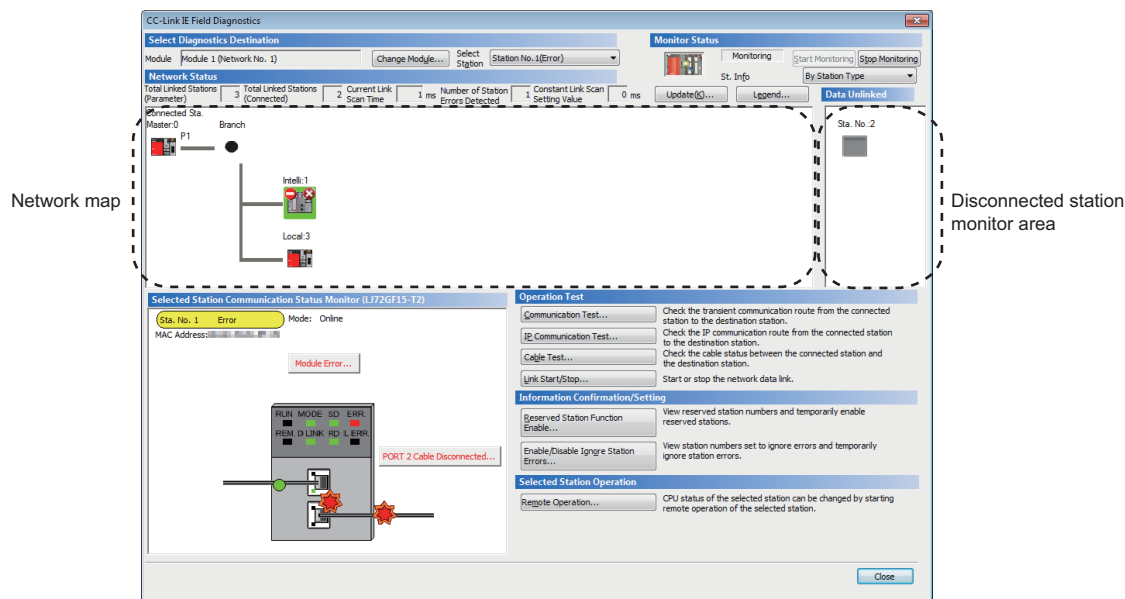 CC-Link IE Field Diagnostics
Select Diagnostics Destination
Monitor Status
Module Module 1 (Network No. 1)
Change Module...
Select Station
Station No. 1(Error)
Monitoring
Start Monitoring
Stop Monitoring
Network Status
St. Info
By Station Type
Total Linked Stations (Parameter) 3
Total Linked Stations (Connected) 2
Current Link Scan Time 1 ms
Number of Station Errors Detected 1
Constant Link Scan Setting Value 0 ms
Update(K)...
Legend...
Data Unlinked
Connected Sta.
Master:0
Branch
P1
Sta. No.:2
Intelli:1
Network map
Disconnected station
monitor area
Local:3
Selected Station Communication Status Monitor (LJ72GF15-T2)
Sta. No. 1 Error
Mode: Online
MAC Address:
Module Error...
RUN MODE SD ERR.
REM. D LINK RD L ERR.
PORT 2 Cable Disconnected...
Operation Test
Communication Test...
Check the transient communication route from the connected
station to the destination station.
IP Communication Test...
Check the IP communication route from the connected station
to the destination station.
Cable Test...
Check the cable status between the connected station and
the destination station.
Link Start/Stop...
Start or stop the network data link.
Information Confirmation/Setting
Reserved Station Function
Enable...
View reserved station numbers and temporarily enable
reserved stations.
Enable/Disable Ignore Station
Errors...
View station numbers set to ignore errors and temporarily
ignore station errors.
Selected Station Operation
Remote Operation...
CPU status of the selected station can be changed by starting
remote operation of the selected station.
Close